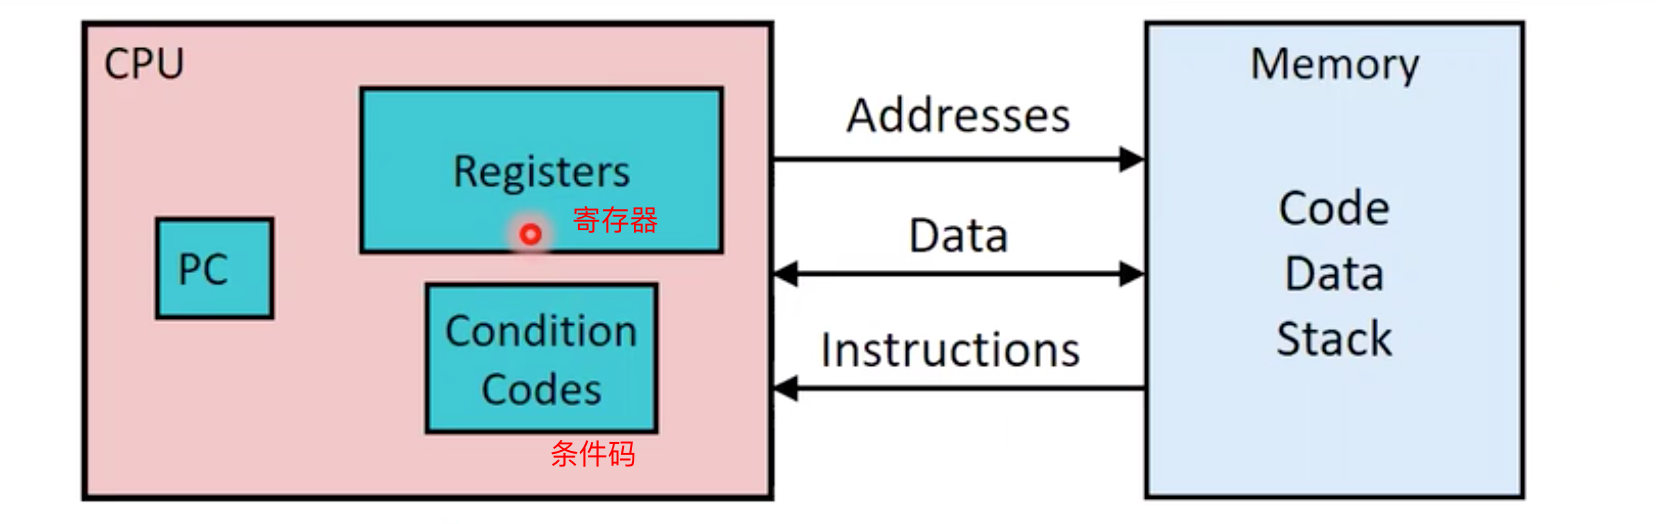 CPU
Registers
寄存器
PC
Condition
Codes
条件码
Addresses
Data
Instructions
Memory
Code
Data
Stack